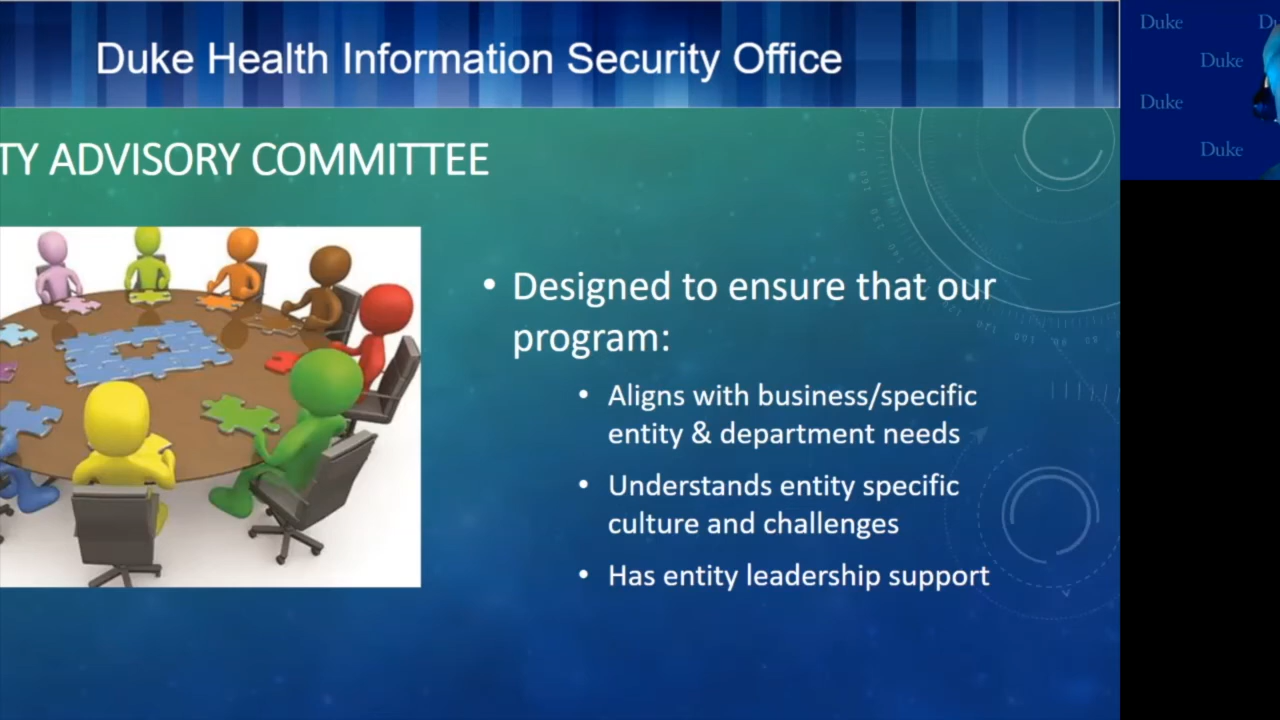 Duke Health Information Security Office
Duke
Duke
Duke
Duke
TY ADVISORY COMMITTEE
• Designed to ensure that our
program:
• Aligns with business/specific
entity & department needs
• Understands entity specific
culture and challenges
• Has entity leadership support